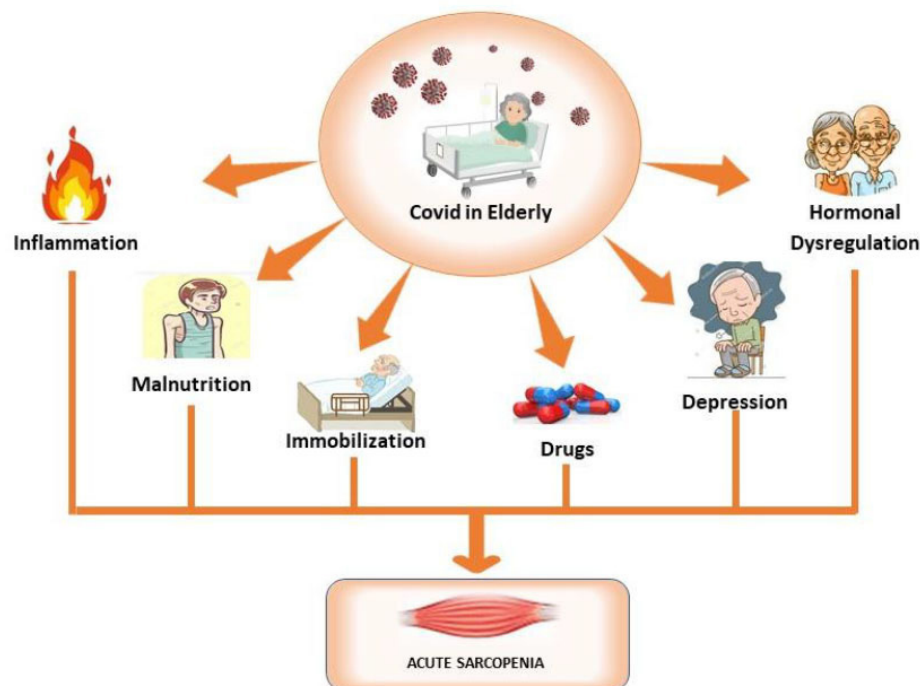 Covid in Elderly
Inflammation
Hormonal
Dysregulation
Malnutrition
Immobilization
Drugs
Depression
ACUTE SARCOPENIA